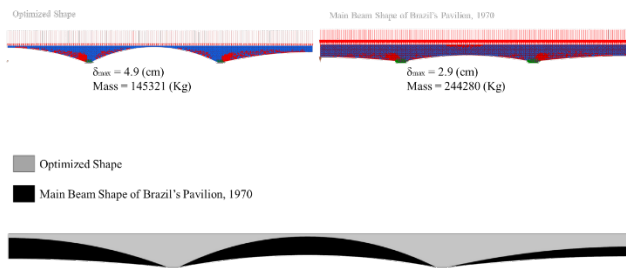 Optimized Shape
Main Beam Shape of Brazil's Pavilion, 1970
δmax = 4.9 (cm)
Mass = 145321 (Kg)
δmax = 2.9 (cm)
Mass = 244280 (Kg)
Optimized Shape
Main Beam Shape of Brazil's Pavilion, 1970